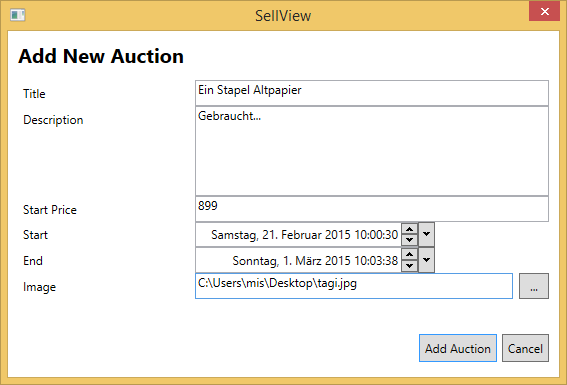 SellView
Add New Auction
Title
Ein Stapel Altpapier
Description
Gebraucht...
Start Price
899
Start
Samstag, 21. Februar 2015 10:00:30
End
Sonntag, 1. März 2015 10:03:38
Image
C:\Users\mis\Desktop\tagi.jpg
...
Add Auction
Cancel